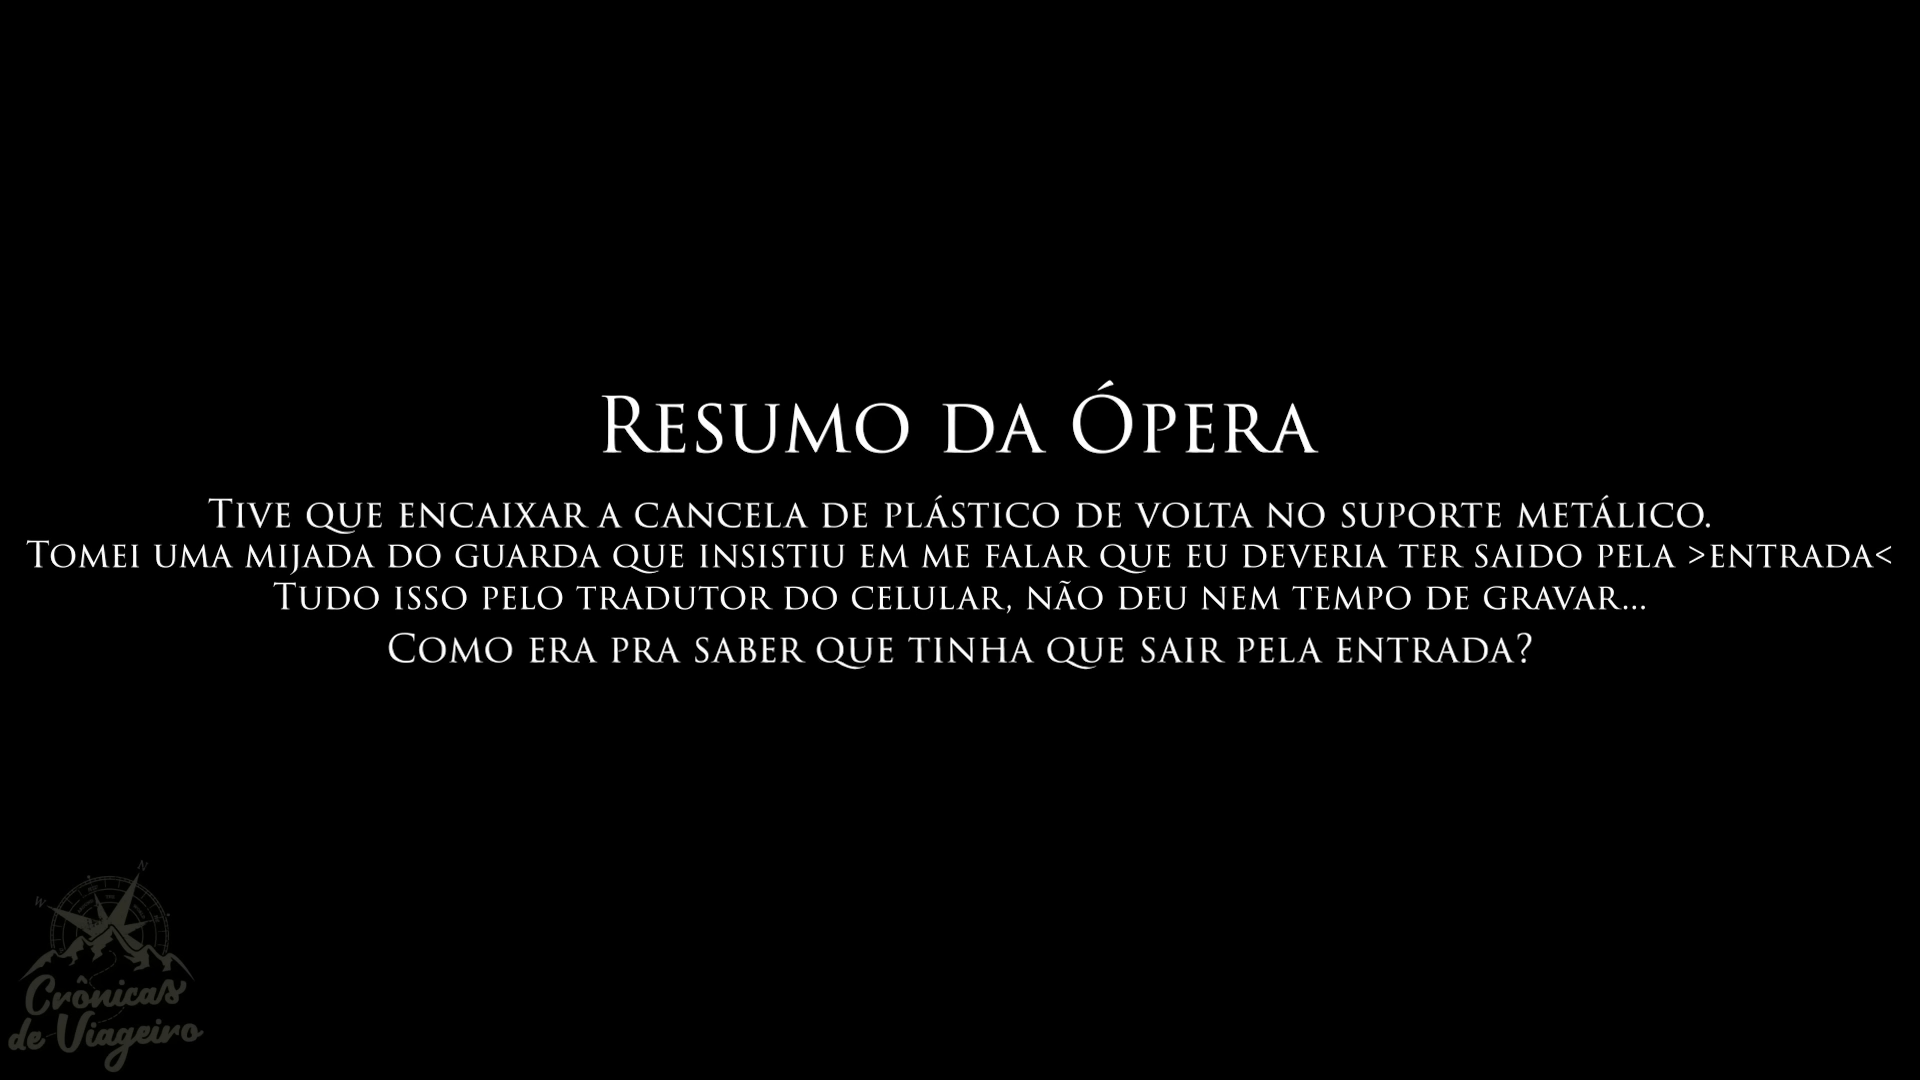 Resumo da Ópera
Tive que encaixar a cancela de plástico de volta no suporte metálico.
Tomei uma mijada do guarda que insistiu em me falar que eu deveria ter saido pela >entrada<
Tudo isso pelo tradutor do celular, não deu nem tempo de gravar...
Como era pra saber que tinha que sair pela entrada?
N
W
Crônicas
de Viageiro